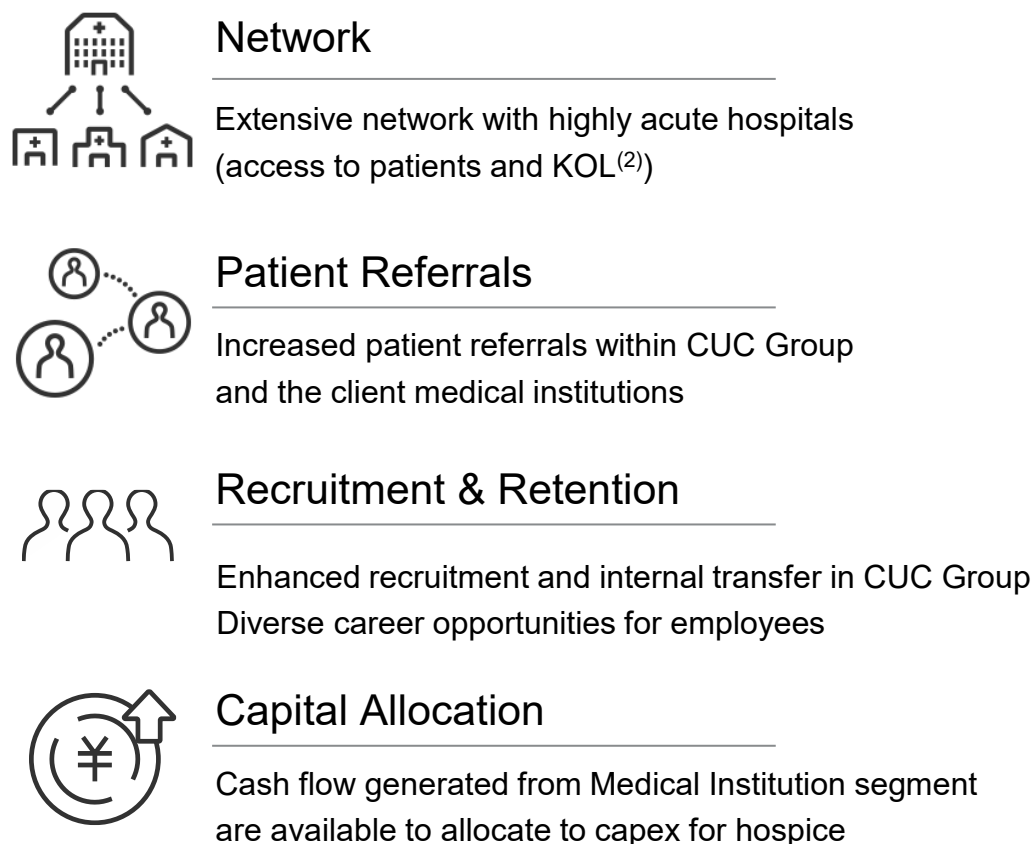 Network
Extensive network with highly acute hospitals
(access to patients and KOL(2))
Patient Referrals
Increased patient referrals within CUC Group
and the client medical institutions
Recruitment & Retention
Enhanced recruitment and internal transfer in CUC Group
Diverse career opportunities for employees
¥
Capital Allocation
Cash flow generated from Medical Institution segment
are available to allocate to capex for hospice